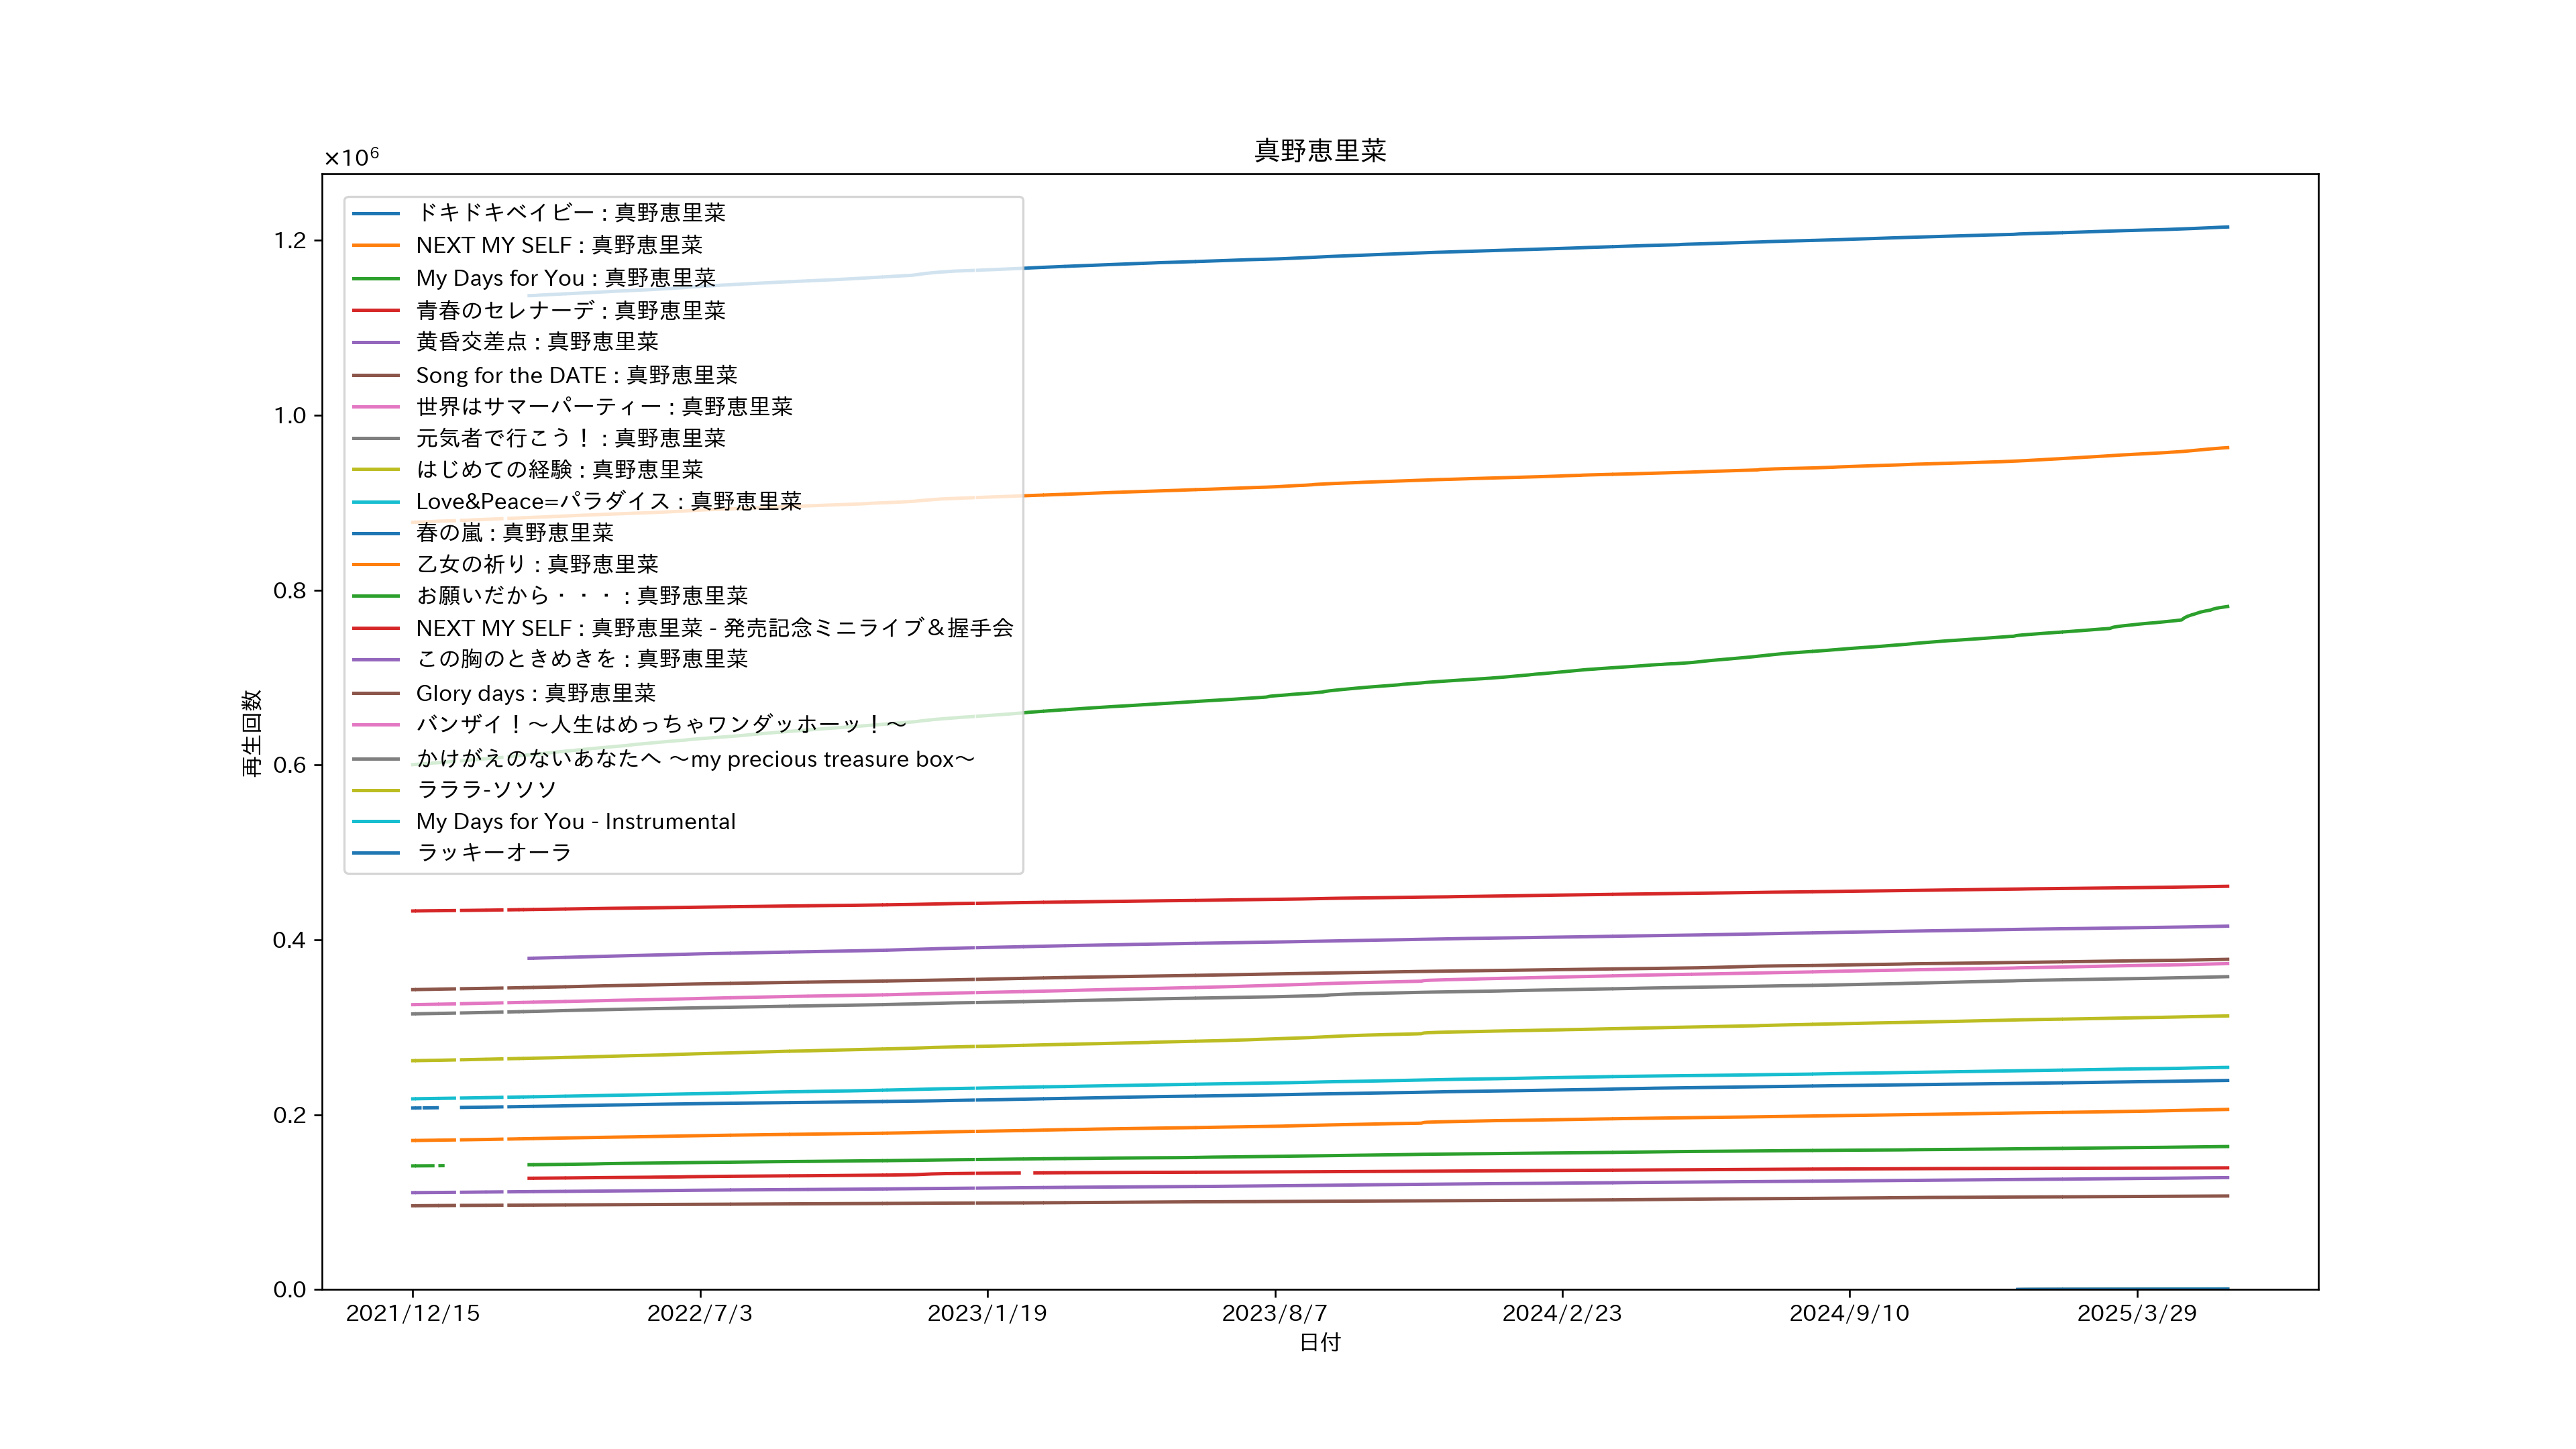 真野恵里菜
×10⁶
ドキドキベイビー : 真野恵里菜
NEXT MY SELF : 真野恵里菜
My Days for You : 真野恵里菜
青春のセレナーデ : 真野恵里菜
黄昏交差点 : 真野恵里菜
Song for the DATE : 真野恵里菜
世界はサマーパーティー : 真野恵里菜
元気者で行こう！ : 真野恵里菜
はじめての経験 : 真野恵里菜
Love&Peace=パラダイス : 真野恵里菜
春の嵐 : 真野恵里菜
乙女の祈り : 真野恵里菜
お願いだから・・・ : 真野恵里菜
NEXT MY SELF : 真野恵里菜 - 発売記念ミニライブ＆握手会
この胸のときめきを : 真野恵里菜
Glory days : 真野恵里菜
バンザイ！〜人生はめっちゃワンダッホーッ！〜
かけがえのないあなたへ 〜my precious treasure box〜
ラララ-ソソソ
My Days for You - Instrumental
ラッキーオーラ
1.2
1.0
0.8
0.6
0.4
0.2
0.0
再生回数
2021/12/15
2022/7/3
2023/1/19
2023/8/7
2024/2/23
2024/9/10
2025/3/29
日付